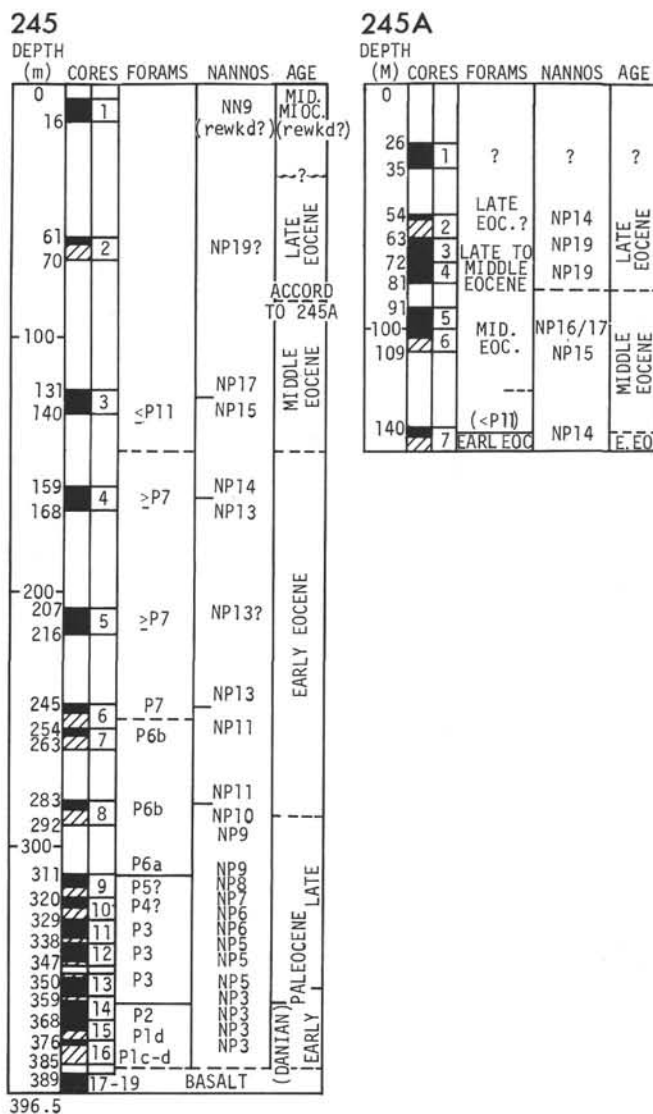 245
DEPTH
(m) CORES FORAMS NANNOS AGE
0
16
1
NN9
(rewkd?)
MID.
MIOC.
(rewkd?)
~?~
61
70
2
NP19?
LATE
EOCENE
ACCORD
TO 245A
100
131
140
3
<P11
NP17
NP15
MIDDLE
EOCENE
159
168
4
>P7
NP14
NP13
200
207
216
5
>P7
NP13?
EARLY EOCENE
245
254
6
P7
NP13
263
7
P6b
NP11
283
292
8
P6b
NP11
NP10
NP9
300
311
P6a
NP9
9
P5?
NP8
320
10
P4?
NP7
NP6
329
11
P3
NP6
338
12
P3
NP5
NP5
347
350
13
P3
NP5
359
NP3
14
P2
NP3
368
15
P1d
NP3
376
NP3
16
P1c-d
385
LATE
PALEOCENE
EARLY
(DANIAN)
389
17-19 BASALT
396.5
245A
DEPTH
(M) CORES FORAMS NANNOS AGE
0
26
35
1
?
?
?
54
63
2
LATE
EOC.?
NP14
3
LATE TO
MIDDLE
EOCENE
NP19
72
4
NP19
81
LATE
EOCENE
91
5
MID.
EOC.
NP16/17
100
6
NP15
109
MIDDLE
EOCENE
140
7
(<P11)
EARL EOC
NP14
E. EO